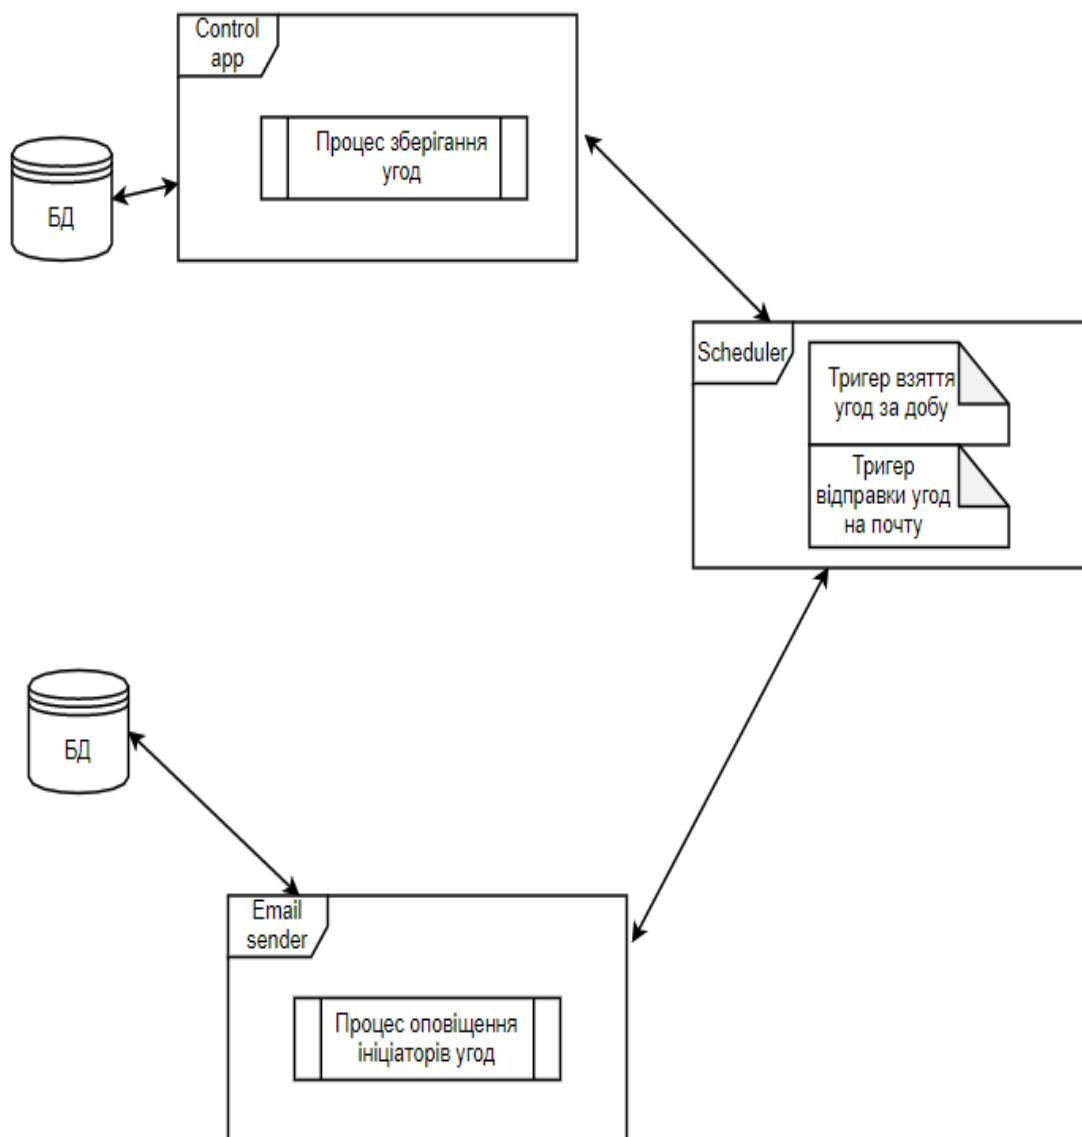 Control
app
Процес зберігання
угод
БД
Scheduler
Тригер взяття
угод за добу
Тригер
відправки угод
на почту
БД
Email
sender
Процес оповіщення
ініціаторів угод